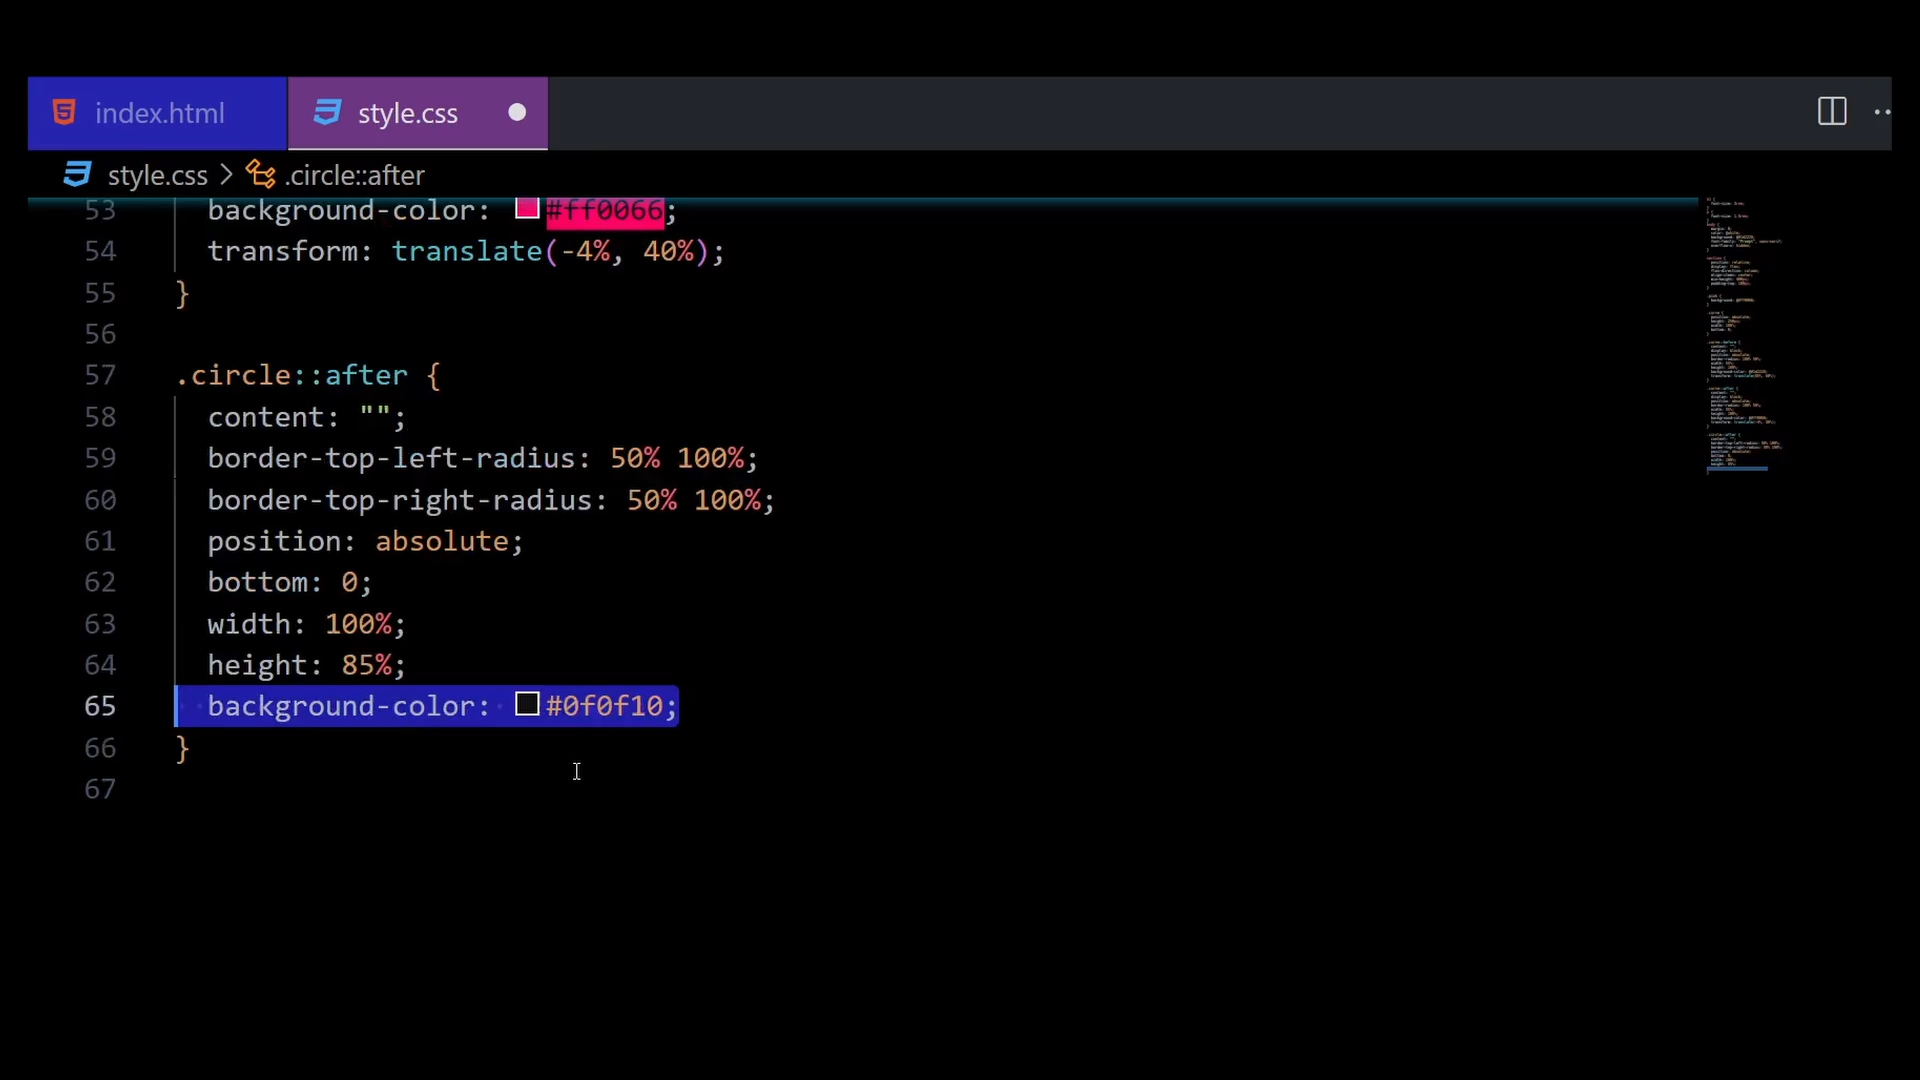 index.html
style.css
style.css > .circle::after
53 background-color: #ff0066;
54 transform: translate(-4%, 40%);
55 }
56
57 .circle::after {
58 content: "";
59 border-top-left-radius: 50% 100%;
60 border-top-right-radius: 50% 100%;
61 position: absolute;
62 bottom: 0;
63 width: 100%;
64 height: 85%;
65 background-color: #0f0f10;
66 }
67